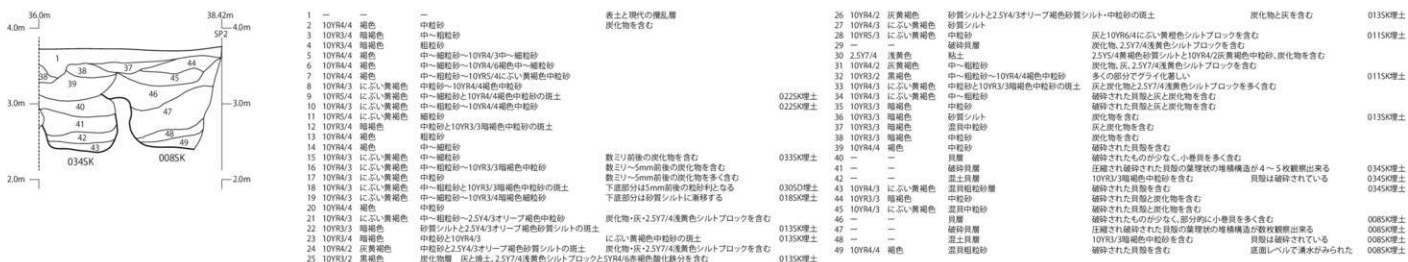 36.0m
38.42m
SP2
4.0m
4.0m
3.0m
3.0m
2.0m
2.0m
1
38
38
37
44
45
39
46
40
47
41
42
43
48
49
034SK
008SK
1 ー ー ー 表土と現代の攪乱層
2 10YR4/4 褐色 中粒砂 炭化物を含む
3 10YR3/3 暗褐色 中〜粗粒砂
4 10YR3/3 暗褐色 粗粒砂
5 10YR4/4 褐色 中〜細粒砂〜10YR4/3中〜細粒砂
6 10YR4/4 褐色 中〜細粒砂〜10YR4/6褐色中〜細粒砂
7 10YR4/4 褐色 中〜粗粒砂〜10YR5/4にぶい黄褐色中粒砂
8 10YR4/3 にぶい黄褐色 中粒砂〜10YR4/4褐色中粒砂
9 10YR5/4 にぶい黄褐色 中〜細粒砂と10YR4/4褐色中粒砂の斑土 022SK埋土
10 10YR4/3 にぶい黄褐色 中〜粗粒砂〜10YR4/4褐色中粒砂 022SK埋土
11 10YR5/4 にぶい黄褐色 細粒砂
12 10YR3/4 暗褐色 中粒砂と10YR3/3暗褐色中粒砂の斑土
13 10YR4/4 褐色 粗粒砂
14 10YR4/4 褐色 中〜細粒砂
15 10YR4/3 にぶい黄褐色 中〜細粒砂 数ミリ前後の炭化物を含む 033SK埋土
16 10YR4/3 にぶい黄褐色 中〜粗粒砂〜10YR3/3暗褐色中粒砂 数ミリ〜5mm前後の炭化物を含む
17 10YR4/3 にぶい黄褐色 中粒砂 数ミリ〜5mm前後の炭化物を多く含む
18 10YR4/3 にぶい黄褐色 中〜粗粒砂と10YR3/3暗褐色中粒砂の斑土 下底部分は5mm前後の粒砂利となる 030SD埋土
19 10YR4/3 にぶい黄褐色 中〜粗粒砂と10YR3/4暗褐色細粒砂 下底部分は砂質シルトに漸移する 018SK埋土
20 10YR4/4 褐色 中粒砂
21 10YR4/3 にぶい黄褐色 中〜粗粒砂〜2.5Y4/3オリーブ褐色中粒砂 炭化物・灰・2.5Y7/4浅黄色シルトブロックを含む
22 10YR3/3 暗褐色 砂質シルトと2.5Y4/3オリーブ褐色砂質シルトの斑土 013SK埋土
23 10YR3/4 暗褐色 中粒砂と10YR4/3 にぶい黄褐色中粒砂の斑土 013SK埋土
24 10YR4/2 灰黄褐色 中粒砂と2.5Y4/3オリーブ褐色砂質シルトの斑土 炭化物・灰・2.5Y7/4浅黄色シルトブロックを含む
25 10YR3/2 黒褐色 炭化物層 灰と焼土、2.5Y7/4浅黄色シルトブロックと5YR4/6赤褐色酸化鉄分を含む 013SK埋土
26 10YR4/2 灰黄褐色 砂質シルトと2.5Y4/3オリーブ褐色砂質シルト・中粒砂の斑土 炭化物と灰を含む 013SK埋土
27 10YR4/3 にぶい黄褐色 砂質シルト
28 10YR5/3 にぶい黄褐色 中粒砂 灰と10YR6/4にぶい黄橙色シルトブロックを含む 011SK埋土
29 ー ー 破砕貝層 炭化物、2.5Y7/4浅黄色シルトブロックを含む
30 2.5Y7/4 浅黄色 粘土 2.5Y5/4黄褐色砂質シルトと10YR4/2灰黄褐色中粒砂、炭化物を含む
31 10YR4/2 灰黄褐色 中〜粗粒砂 炭化物、灰、2.5Y7/4浅黄色シルトブロックを含む
32 10YR3/2 黒褐色 中〜粗粒砂〜10YR4/4褐色中粒砂 多くの部分でグライ化著しい 011SK埋土
33 10YR4/3 にぶい黄褐色 中粒砂と10YR3/3暗褐色中粒砂の斑土 灰と炭化物と2.5Y7/4浅黄色シルトブロックを多く含む
34 10YR4/3 にぶい黄褐色 中〜粗粒砂 破砕された貝殻と灰と炭化物を含む
35 10YR3/3 暗褐色 中粒砂 破砕された貝殻と灰と炭化物を含む
36 10YR3/3 暗褐色 砂質シルト 炭化物を含む 013SK埋土
37 10YR3/3 暗褐色 混貝中粒砂 灰と炭化物を含む
38 10YR3/3 暗褐色 中粒砂 炭化物を含む
39 10YR4/4 褐色 中粒砂 破砕された貝殻を含む
40 ー ー 貝層 破砕されたものが少なく、小巻貝を多く含む
41 ー ー 破砕貝層 圧縮され破砕された貝殻の葉理状の堆積構造が4〜5枚観察出来る 034SK埋土
42 ー ー 混土貝層 10YR3/3暗褐色中粒砂を含む 貝殻は破砕されている 034SK埋土
43 10YR4/3 にぶい黄褐色 混貝粗粒砂層 破砕された貝殻を含む 034SK埋土
44 10YR3/3 暗褐色 中粒砂 破砕された貝殻と炭化物を含む
45 10YR4/3 にぶい黄褐色 混貝中粒砂 破砕された貝殻と炭化物を含む
46 ー ー 貝層 破砕されたものが少なく、部分的に小巻貝を多く含む 008SK埋土
47 ー ー 破砕貝層 圧縮され破砕された貝殻の葉理状の堆積構造が数枚観察出来る 008SK埋土
48 ー ー 混土貝層 10YR3/3暗褐色中粒砂を含む 貝殻は破砕されている 008SK埋土
49 10YR4/4 褐色 混貝粗粒砂 破砕された貝殻を含む 底面レベルで湧水がみられた 008SK埋土